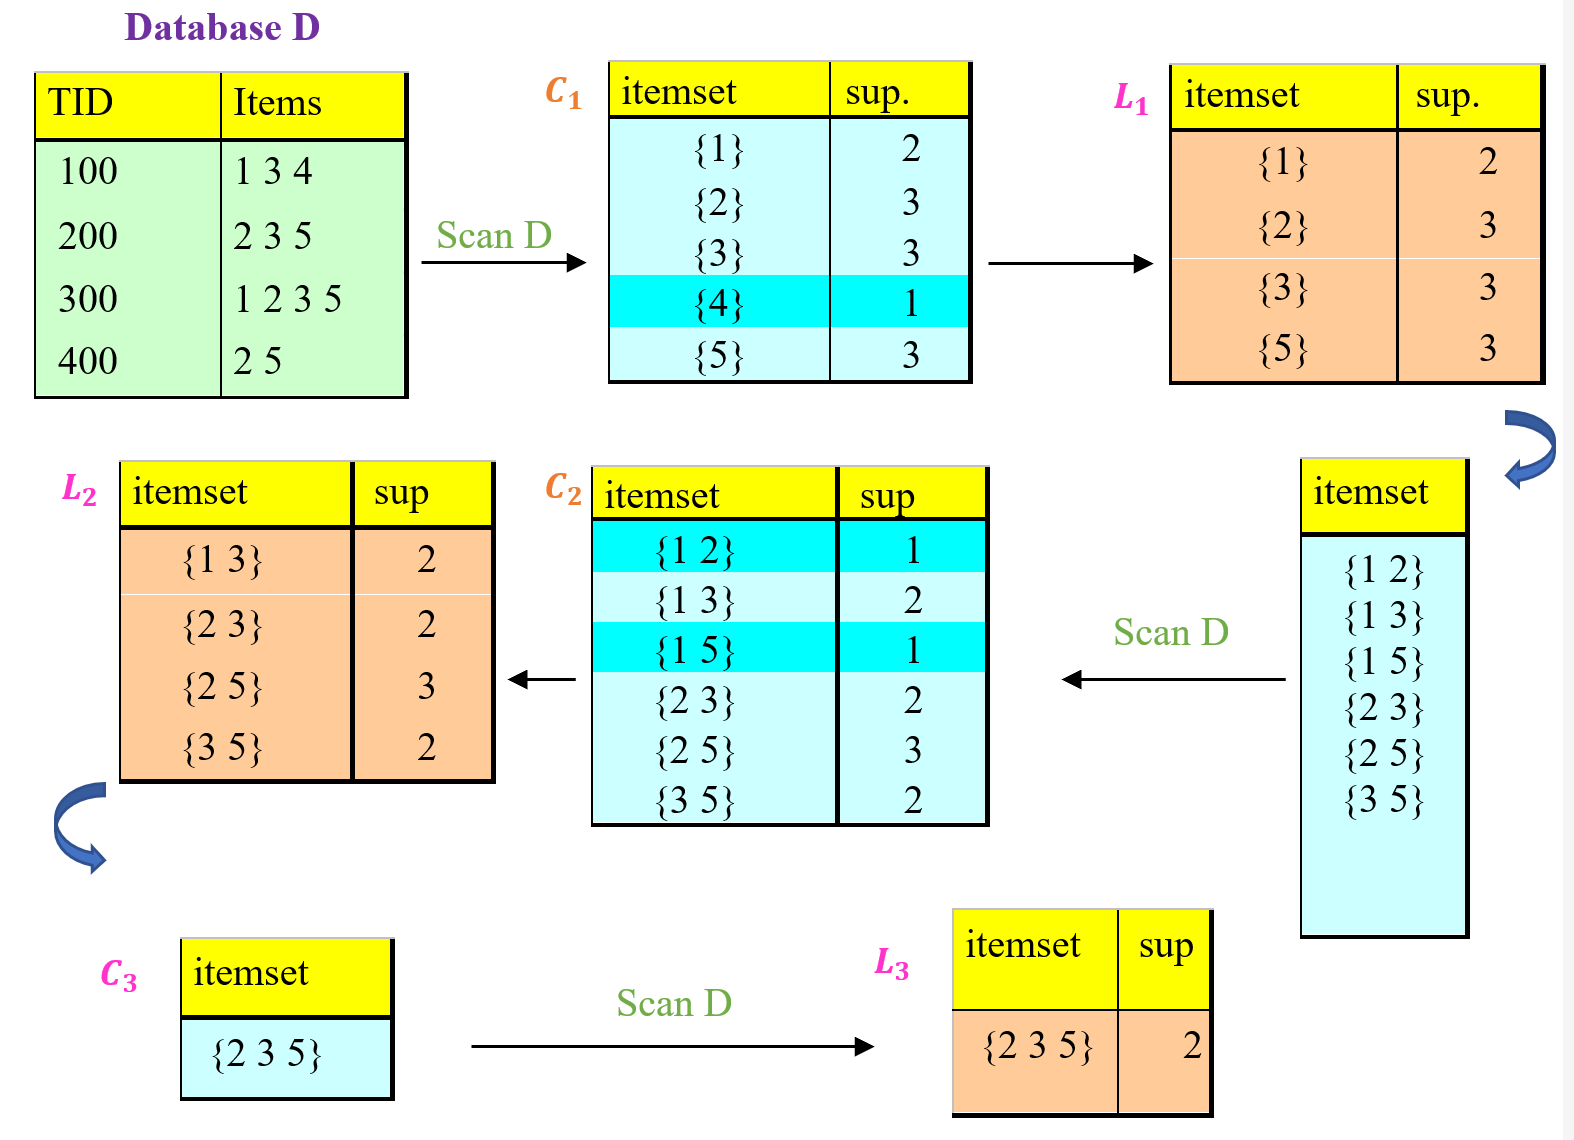 Database D
TID Items
100 1 3 4
200 2 3 5
300 1 2 3 5
400 2 5
Scan D
C1
itemset sup.
{1} 2
{2} 3
{3} 3
{4} 1
{5} 3
L1
itemset sup.
{1} 2
{2} 3
{3} 3
{5} 3
itemset
{1 2}
{1 3}
{1 5}
{2 3}
{2 5}
{3 5}
Scan D
C2
itemset sup
{1 2} 1
{1 3} 2
{1 5} 1
{2 3} 2
{2 5} 3
{3 5} 2
L2
itemset sup
{1 3} 2
{2 3} 2
{2 5} 3
{3 5} 2
C3
itemset
{2 3 5}
Scan D
L3
itemset sup
{2 3 5} 2